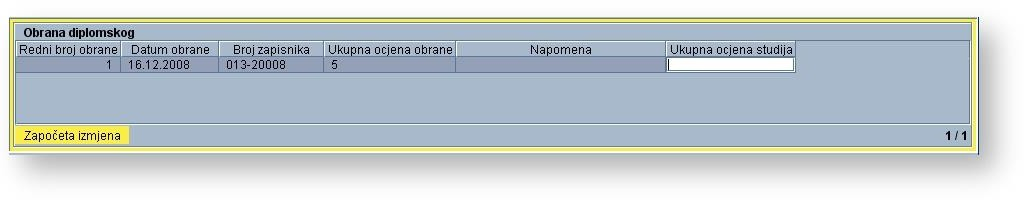 Obrana diplomskog
Redni broj obrane Datum obrane Broj zapisnika Ukupna ocjena obrane Napomena Ukupna ocjena studija
1 16.12.2008 013-20008 5
Započeta izmjena 1 / 1